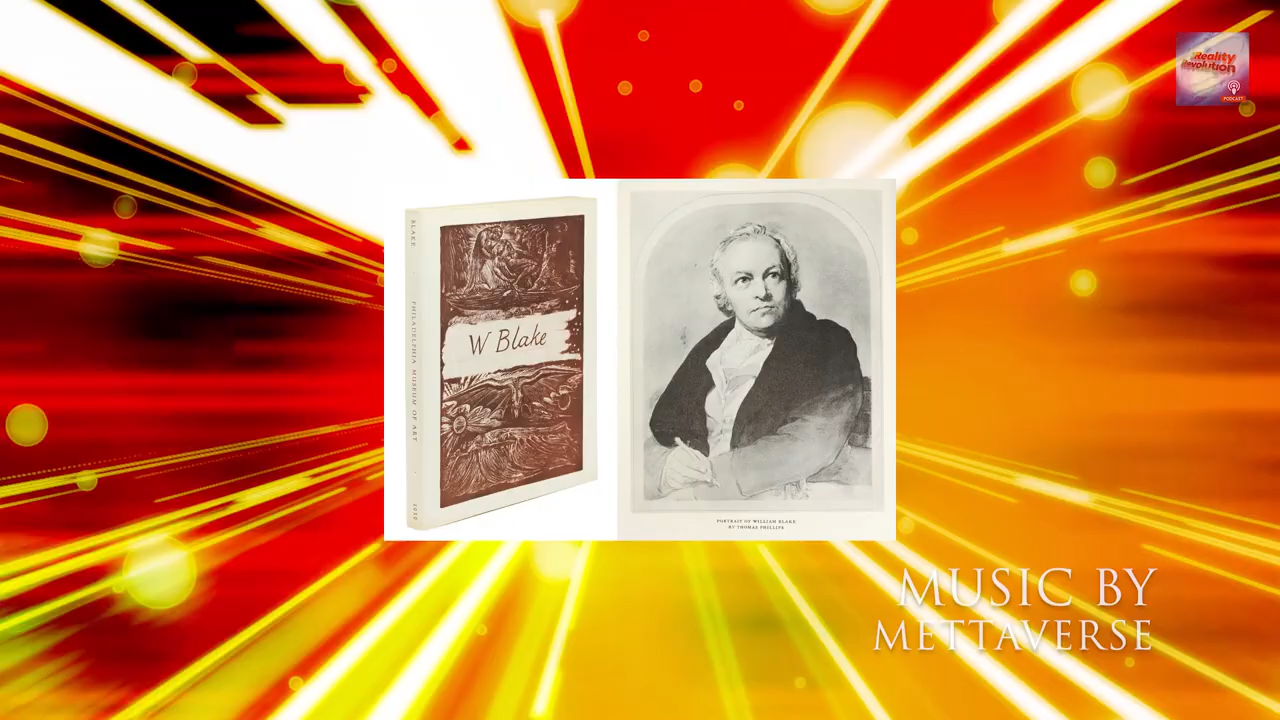 Reality
Revolution
PODCAST
BLAKE
PHILADELPHIA MUSEUM OF ART
W Blake
PORTRAIT OF WILLIAM BLAKE
BY THOMAS PHILLIPS
MUSIC BY
METTAVERSE